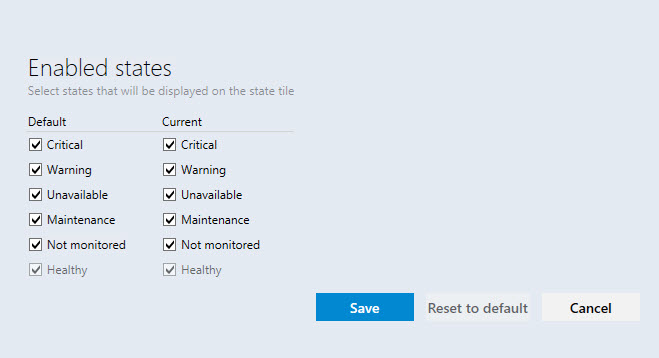 Enabled states
Select states that will be displayed on the state tile
Default Current
Critical Critical
Warning Warning
Unavailable Unavailable
Maintenance Maintenance
Not monitored Not monitored
Healthy Healthy
Save Reset to default Cancel